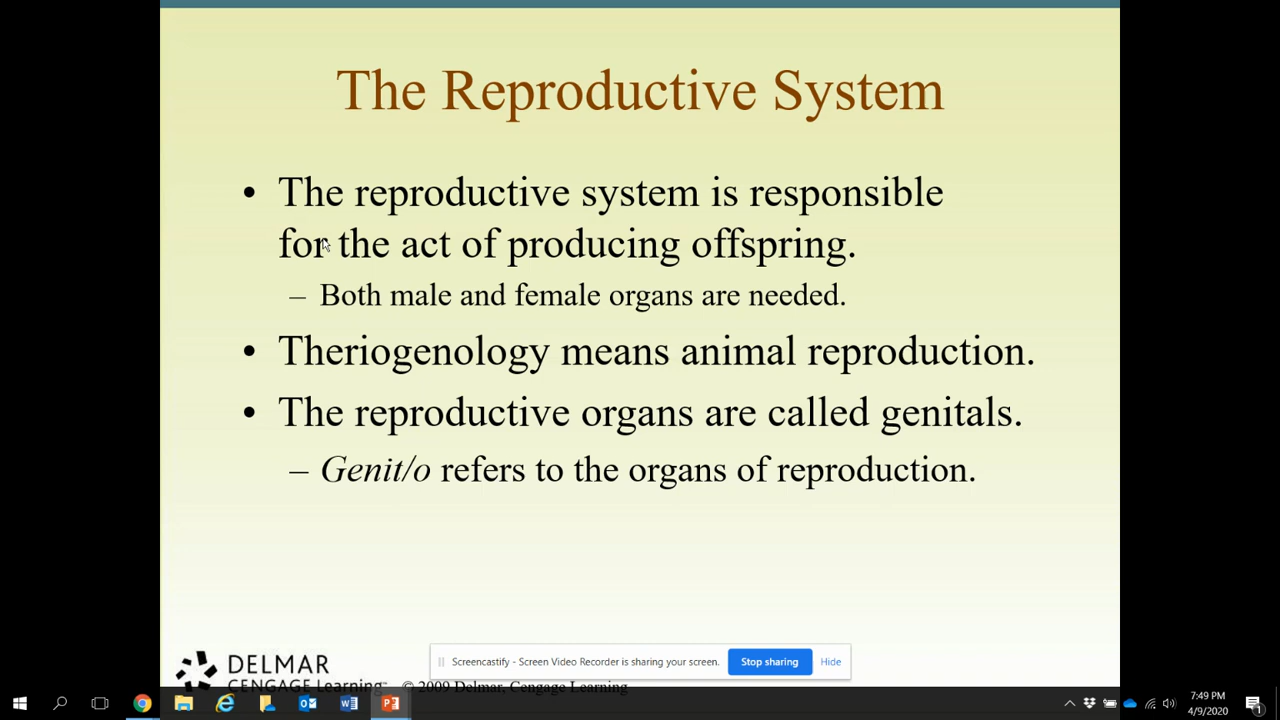 The Reproductive System
• The reproductive system is responsible
for the act of producing offspring.
– Both male and female organs are needed.
• Theriogenology means animal reproduction.
• The reproductive organs are called genitals.
– Genit/o refers to the organs of reproduction.
Screencastify - Screen Video Recorder is sharing your screen.
Stop sharing
Hide
DELMAR
CENGAGE Learning™
© 2009 Delmar, Cengage Learning
7:49 PM
4/9/2020
1